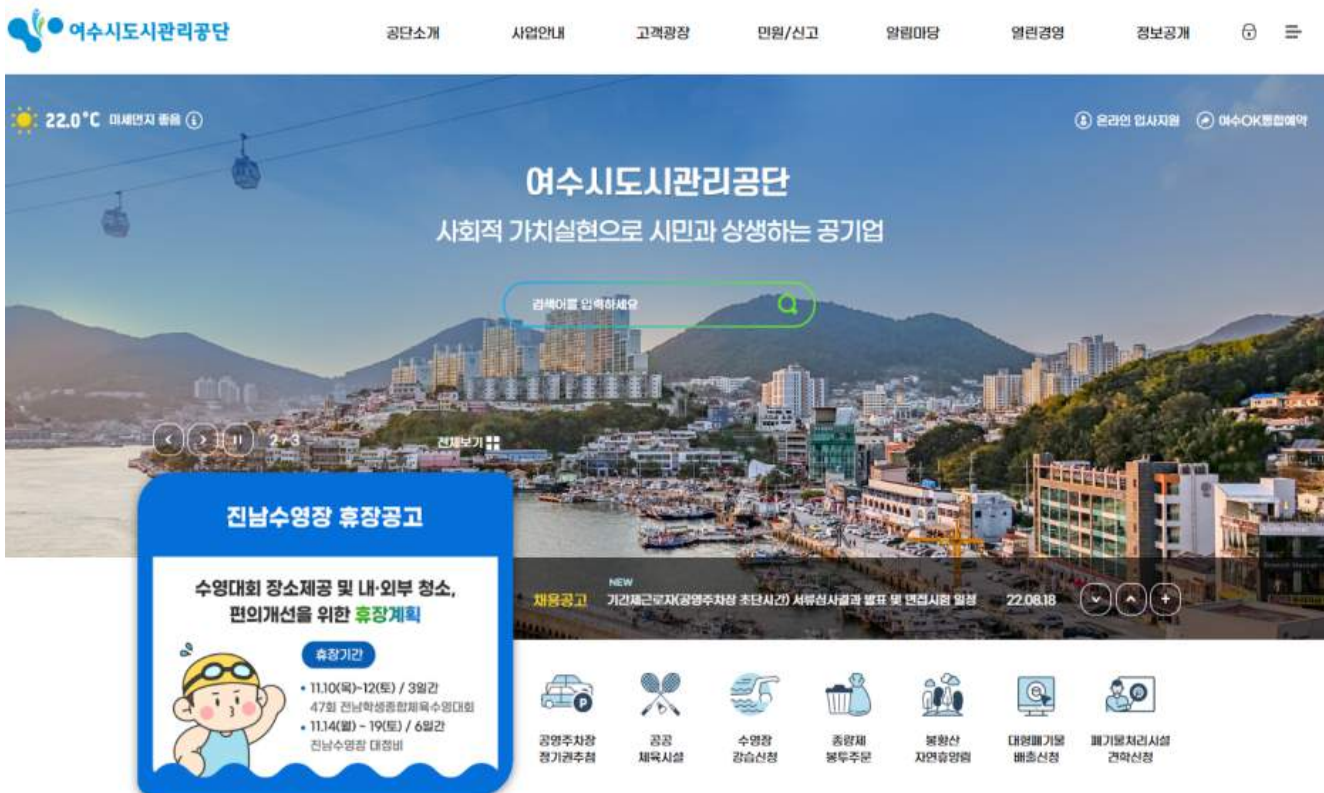 여수시도시관리공단
공단소개 사업안내 고객광장 민원/신고 알림마당 열린경영 정보공개
22.0°C 미세먼지 좋음
온라인 입사지원 여수OK통합예약
여수시도시관리공단
사회적 가치실현으로 시민과 상생하는 공기업
검색어를 입력하세요
2 / 3 전체보기
진남수영장 휴장공고
수영대회 장소제공 및 내·외부 청소,
편의개선을 위한 휴장계획
휴장기간
• 11.10(목)~12(토) / 3일간
47회 전남학생종합체육수영대회
• 11.14(월) ~ 19(토) / 6일간
진남수영장 대정비
NEW
채용공고 기간제근로자(공영주차장 초단시간) 서류심사결과 발표 및 면접시험 일정 22.08.18
P
공영주차장
정기권추첨
공공
체육시설
수영장
강습신청
종량제
봉투주문
봉황산
자연휴양림
대형폐기물
배출신청
폐기물처리시설
견학신청